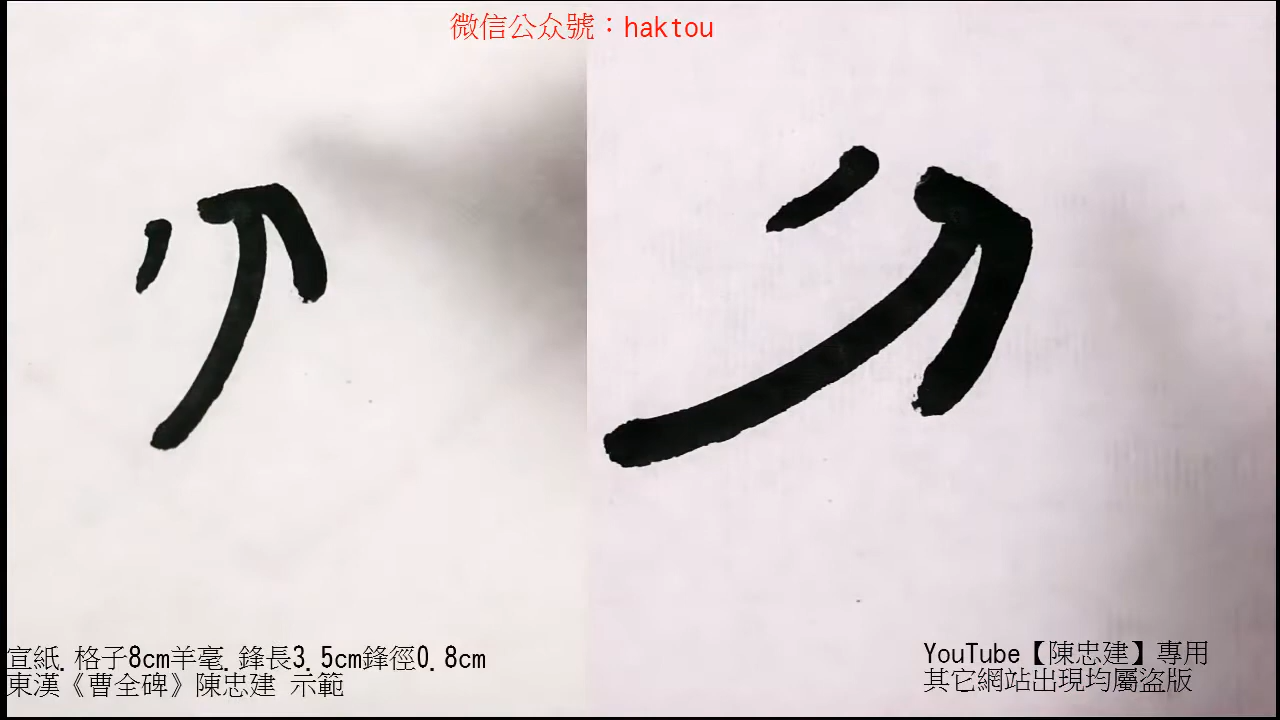 微信公众號：haktou
宣紙.格子8cm羊毫.鋒長3.5cm鋒徑0.8cm
東漢《曹全碑》陳忠建 示範
YouTube【陳忠建】專用
其它網站出現均屬盜版